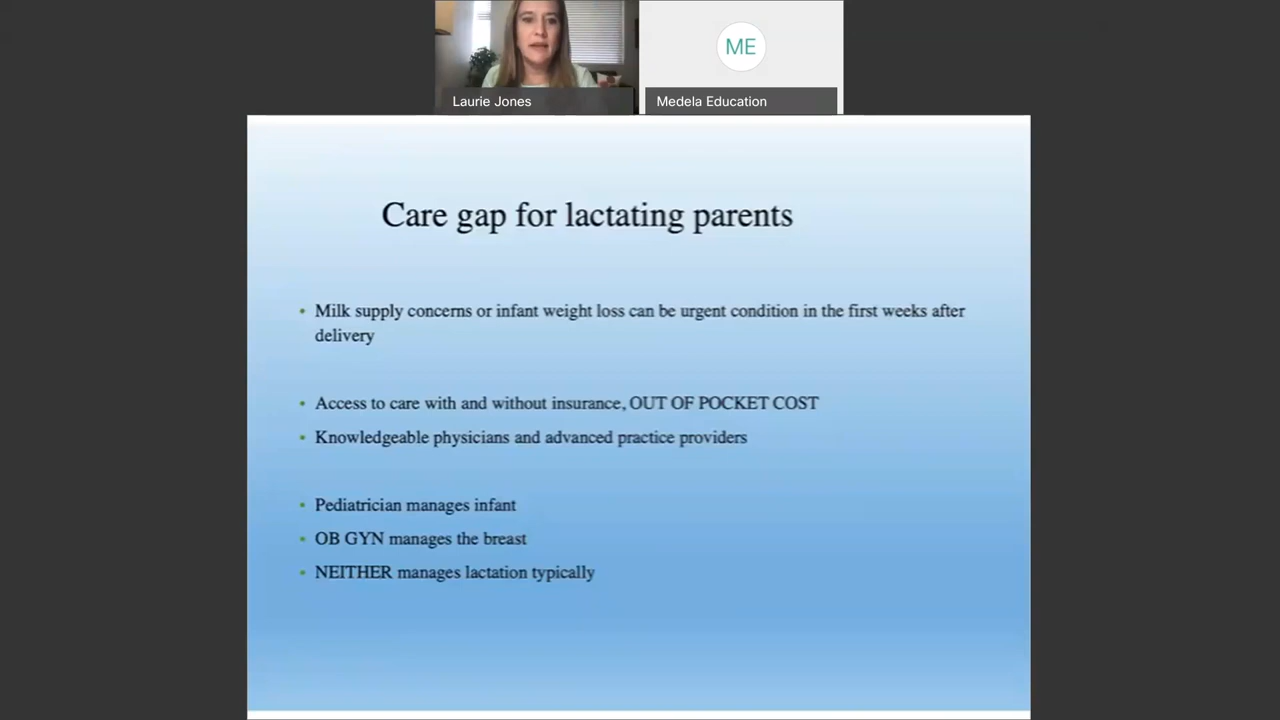 ME
Laurie Jones
Medela Education
Care gap for lactating parents
• Milk supply concerns or infant weight loss can be urgent condition in the first weeks after
delivery
• Access to care with and without insurance, OUT OF POCKET COST
• Knowledgeable physicians and advanced practice providers
• Pediatrician manages infant
• OB GYN manages the breast
• NEITHER manages lactation typically